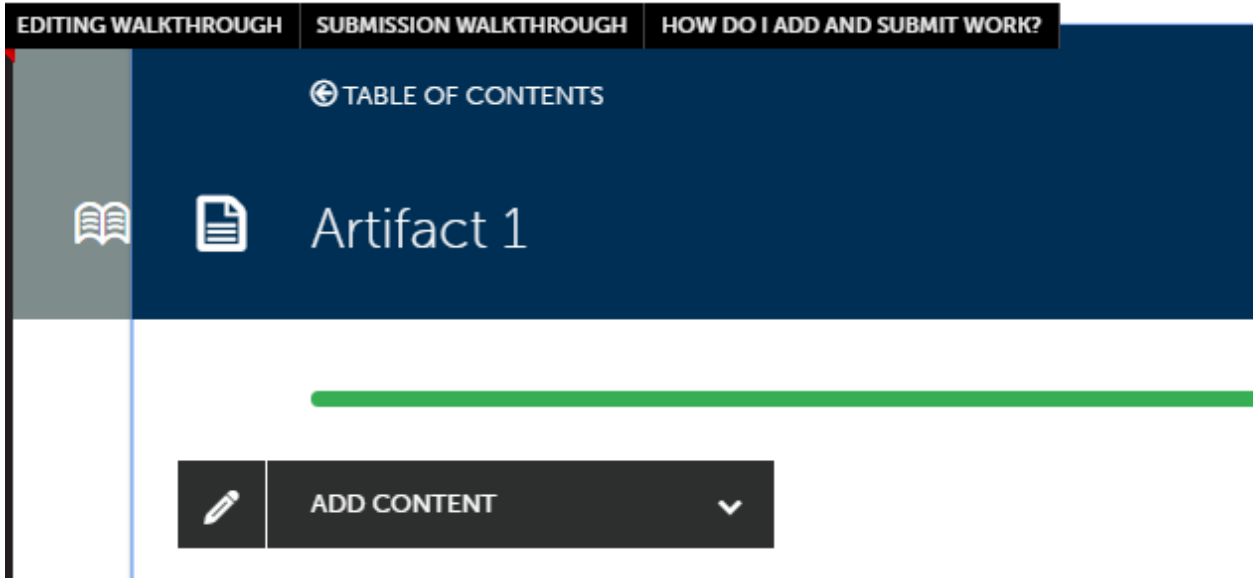 EDITING WALKTHROUGH SUBMISSION WALKTHROUGH HOW DO I ADD AND SUBMIT WORK?
TABLE OF CONTENTS
Artifact 1
ADD CONTENT